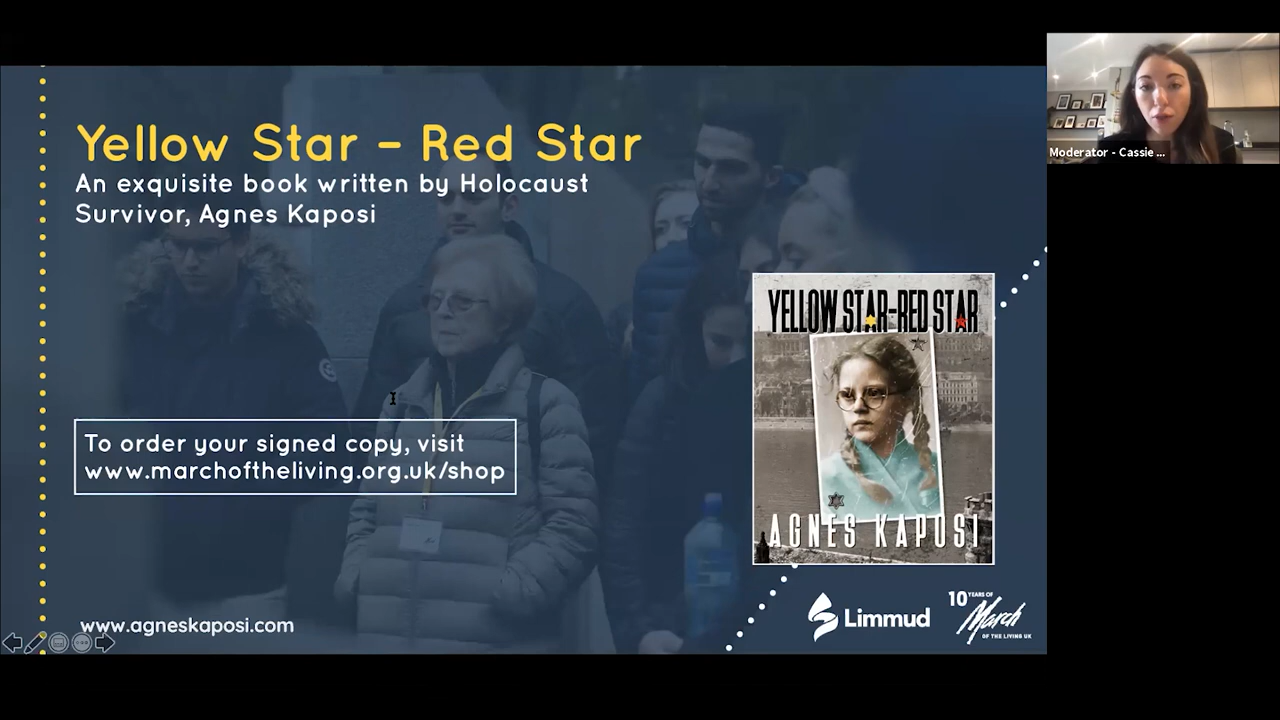 Yellow Star – Red Star
An exquisite book written by Holocaust
Survivor, Agnes Kaposi
To order your signed copy, visit
www.marchoftheliving.org.uk/shop
YELLOW STAR-RED STAR
AGNES KAPOSI
www.agneskaposi.com
Limmud
10 YEARS OF
March
OF THE LIVING UK
Moderator - Cassie ...